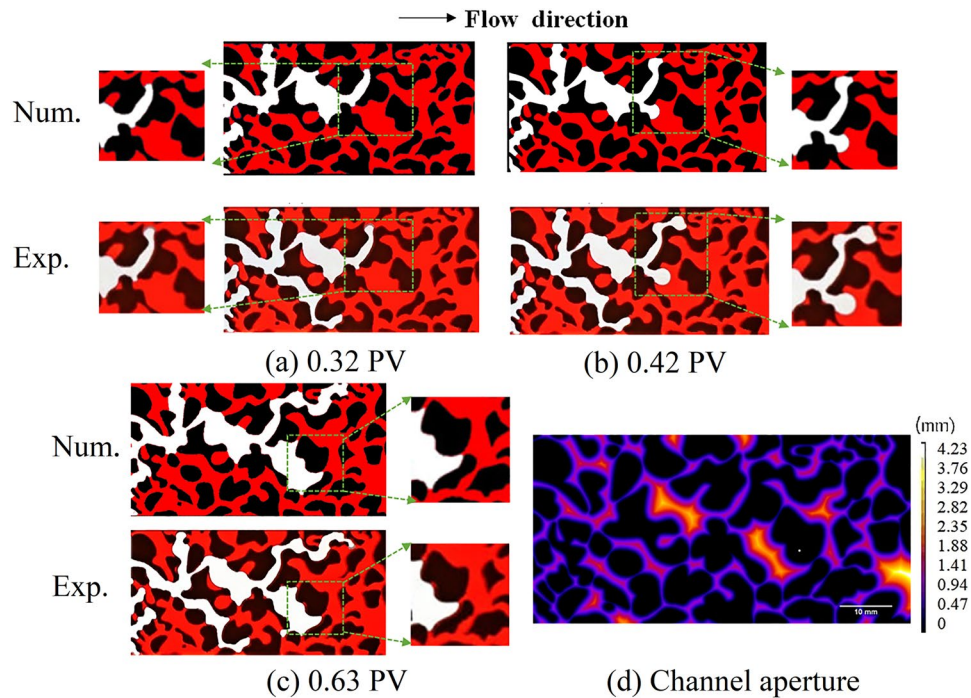 Flow direction
Num.
Exp.
(a) 0.32 PV
(b) 0.42 PV
Num.
Exp.
(c) 0.63 PV
(mm)
4.23
3.76
3.29
2.82
2.35
1.88
1.41
0.94
0.47
0
10 mm
(d) Channel aperture